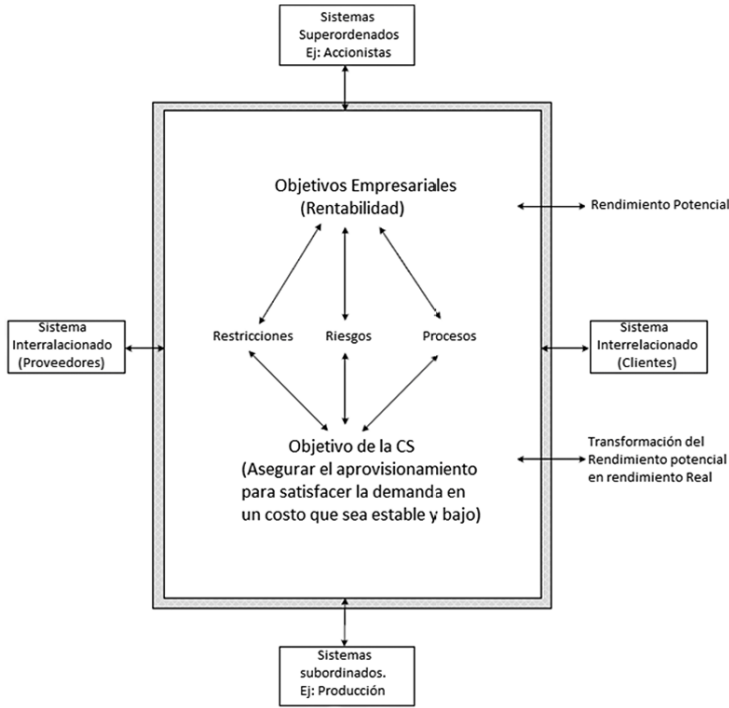 Sistemas
Superordenados
Ej: Accionistas
Objetivos Empresariales
(Rentabilidad)
Rendimiento Potencial
Restricciones
Riesgos
Procesos
Sistema
Interralacionado
(Proveedores)
Sistema
Interrelacionado
(Clientes)
Objetivo de la CS
(Asegurar el aprovisionamiento
para satisfacer la demanda en
un costo que sea estable y bajo)
Transformación del
Rendimiento potencial
en rendimiento Real
Sistemas
subordinados.
Ej: Producción